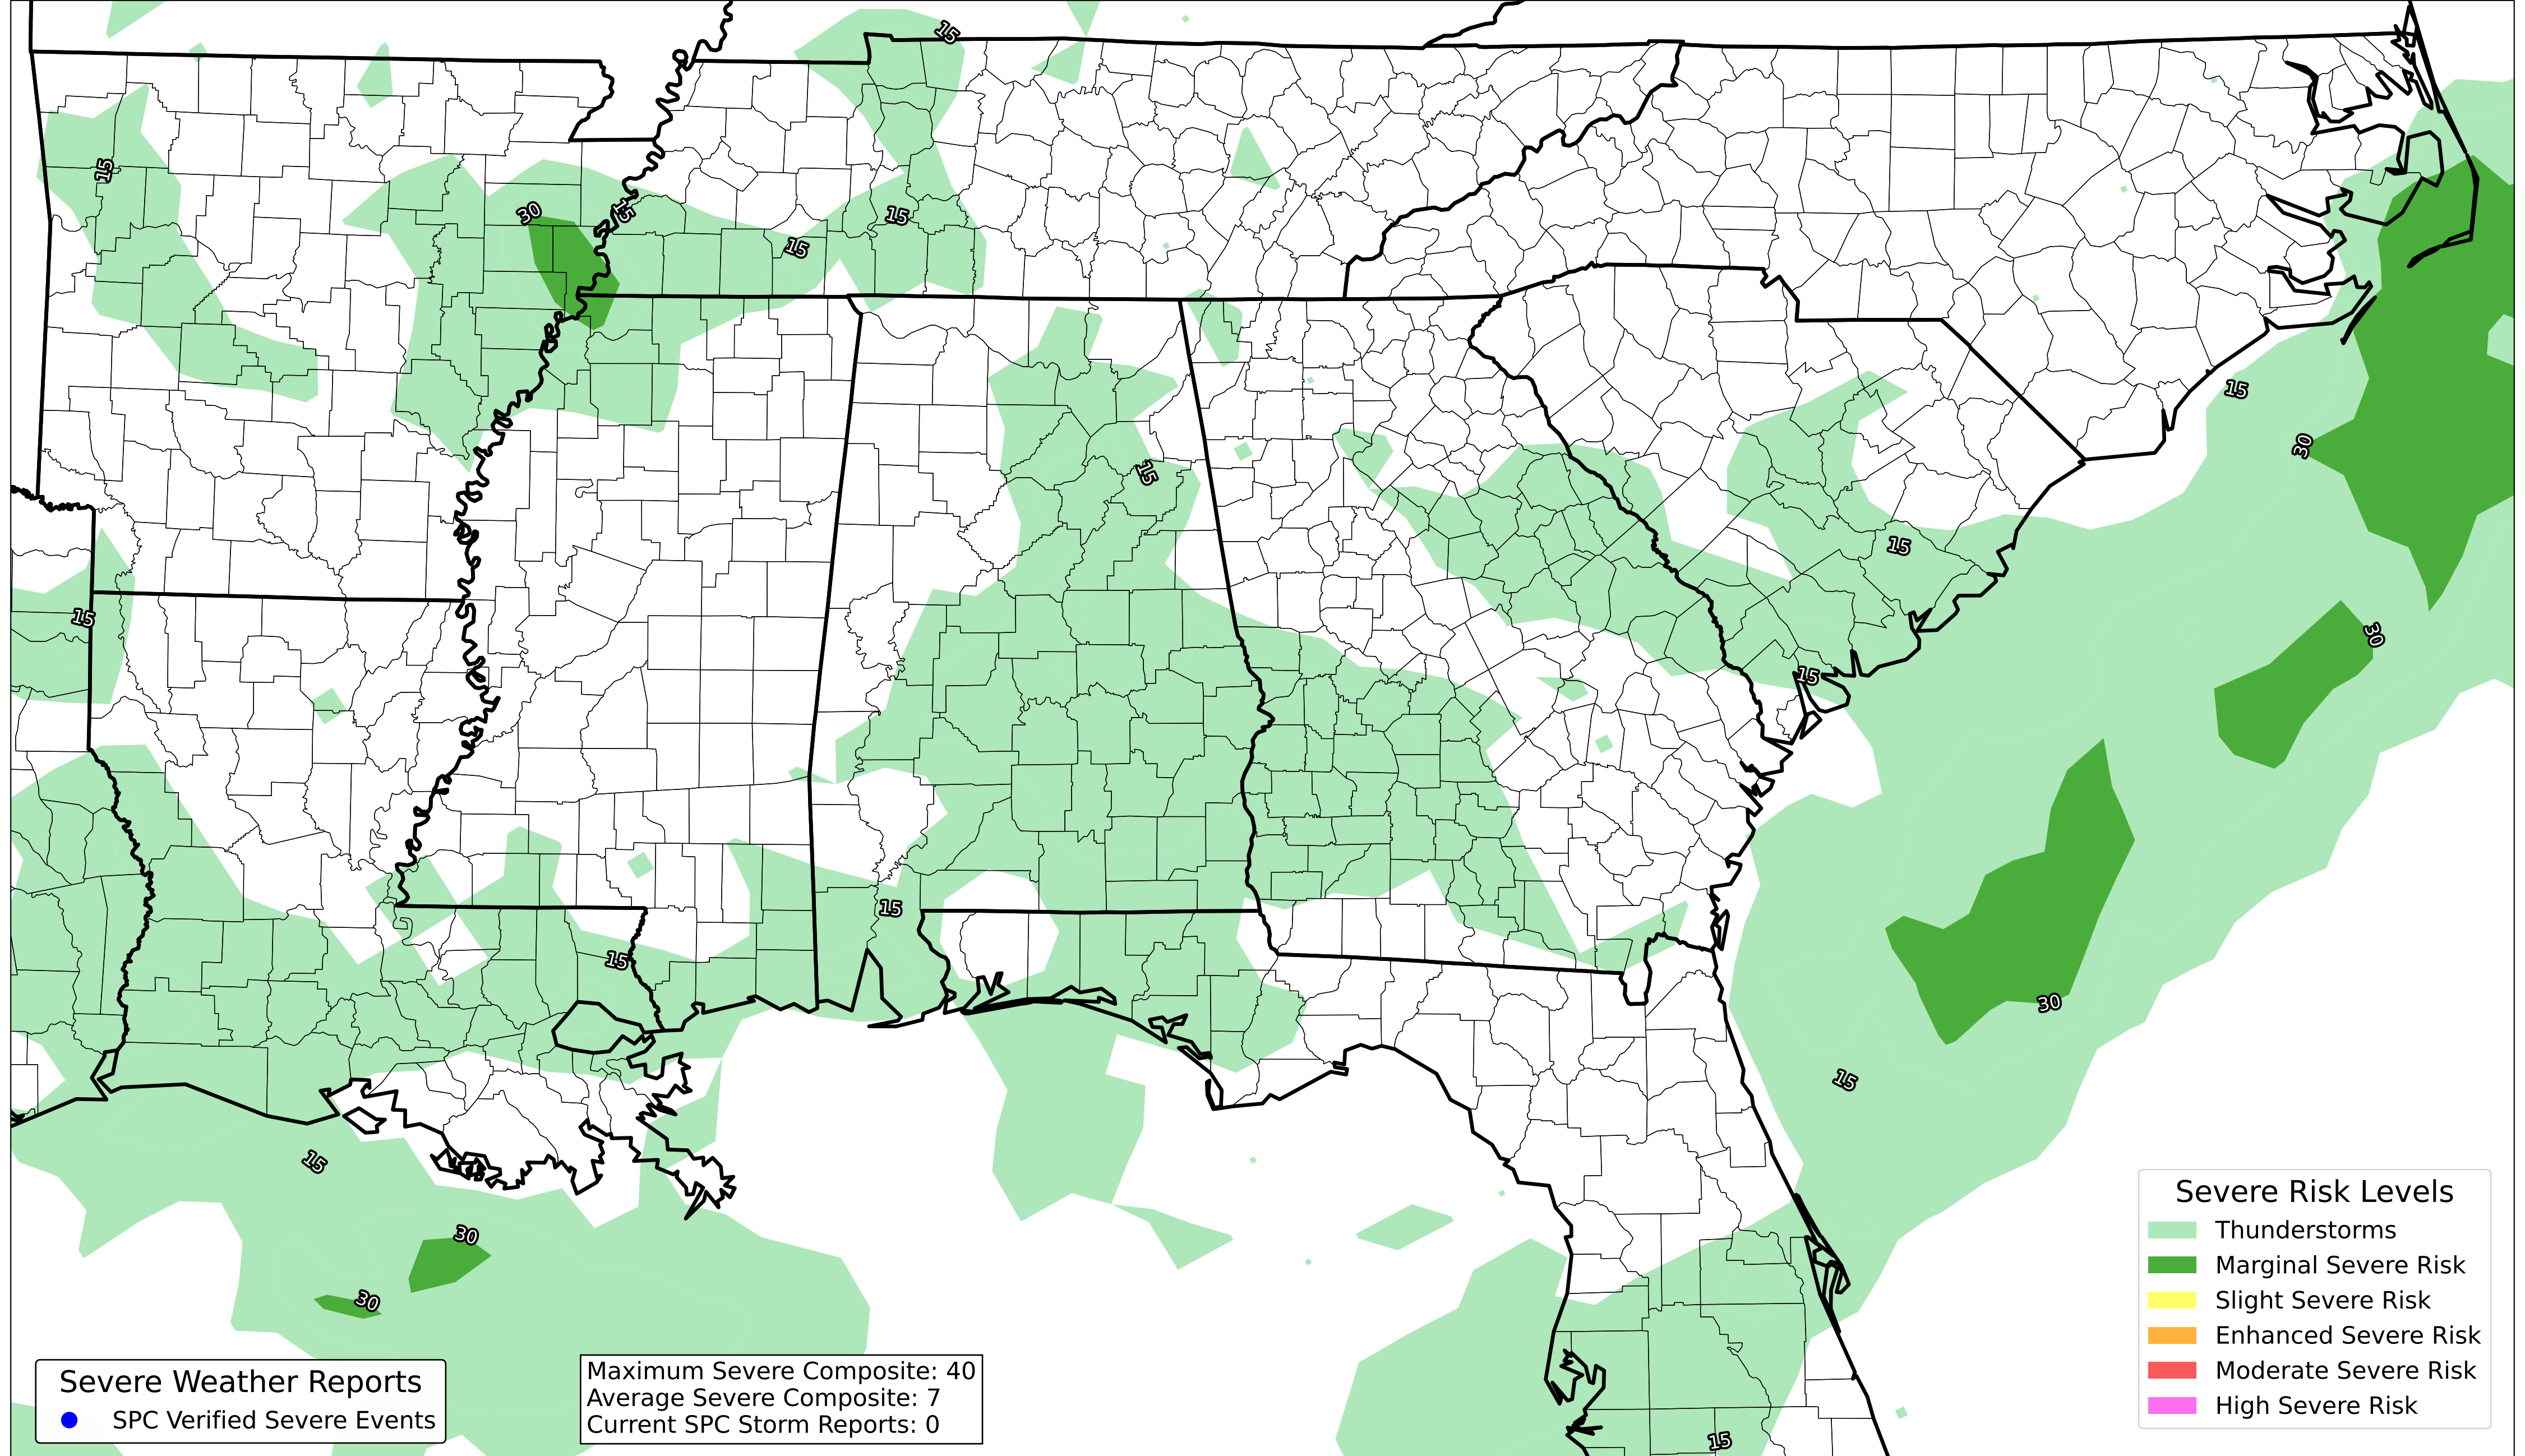 15
15
30
15
15
15
15
30
15
15
15
30
15
15
15
30
15
15
30
30
15
Severe Risk Levels
Thunderstorms
Marginal Severe Risk
Slight Severe Risk
Enhanced Severe Risk
Moderate Severe Risk
High Severe Risk
Severe Weather Reports
SPC Verified Severe Events
Maximum Severe Composite: 40
Average Severe Composite: 7
Current SPC Storm Reports: 0
15